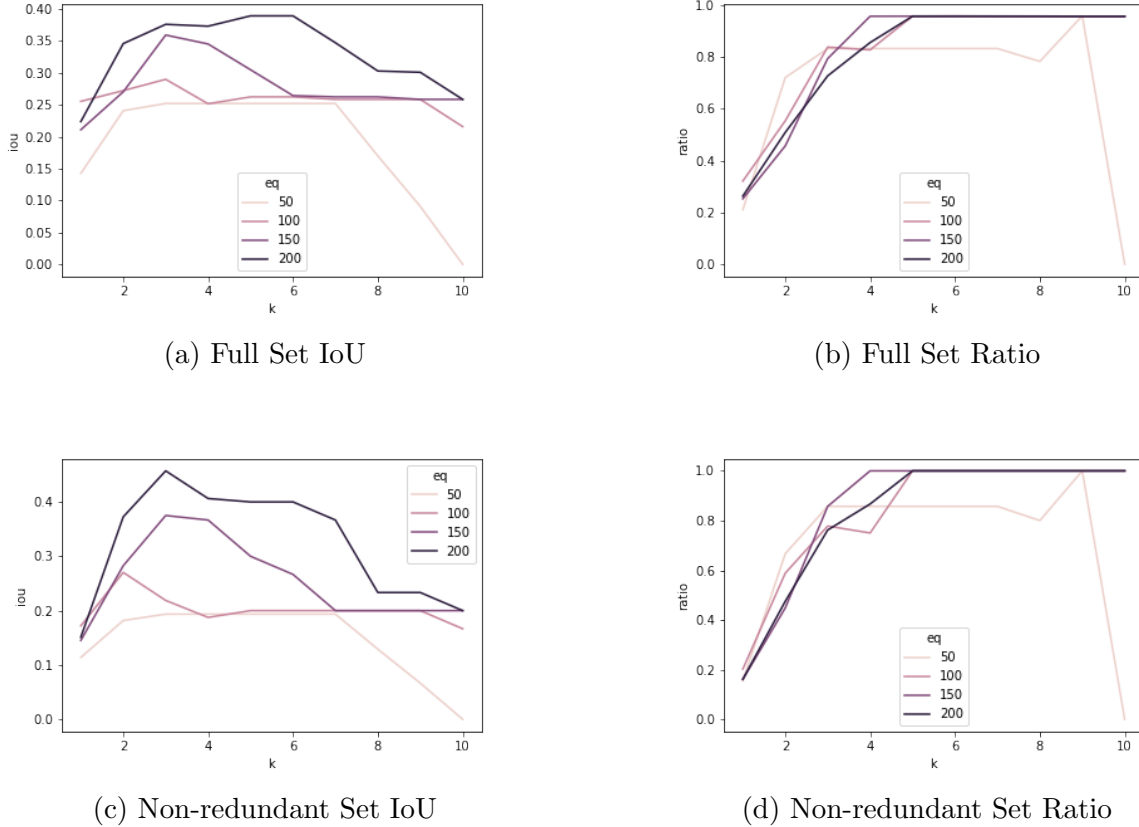 0.40
0.35
0.30
0.25
0.20
0.15
0.10
0.05
0.00
iou
eq
50
100
150
200
2 4 6 8 10
k
(a) Full Set IoU
1.0
0.8
0.6
0.4
0.2
0.0
ratio
eq
50
100
150
200
2 4 6 8 10
k
(b) Full Set Ratio
0.4
0.3
0.2
0.1
0.0
iou
eq
50
100
150
200
2 4 6 8 10
k
(c) Non-redundant Set IoU
1.0
0.8
0.6
0.4
0.2
0.0
ratio
eq
50
100
150
200
2 4 6 8 10
k
(d) Non-redundant Set Ratio